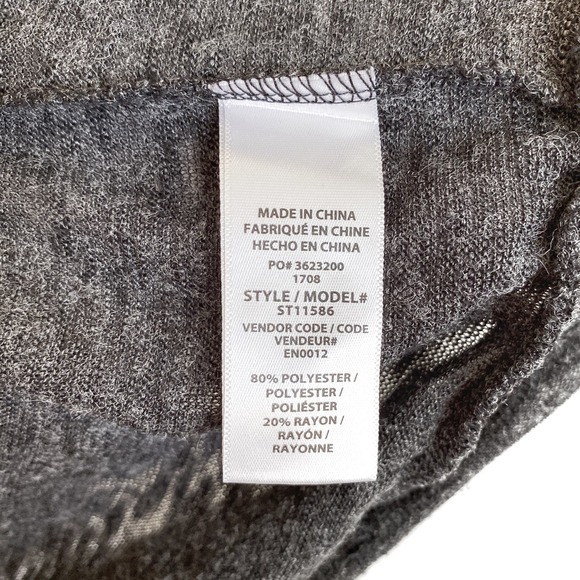 MADE IN CHINA
FABRIQUÉ EN CHINE
HECHO EN CHINA
PO# 3623200
1708
STYLE / MODEL#
ST11586
VENDOR CODE / CODE
VENDEUR#
EN0012
80% POLYESTER /
POLYESTER /
POLIÉSTER
20% RAYON /
RAYÓN /
RAYONNE